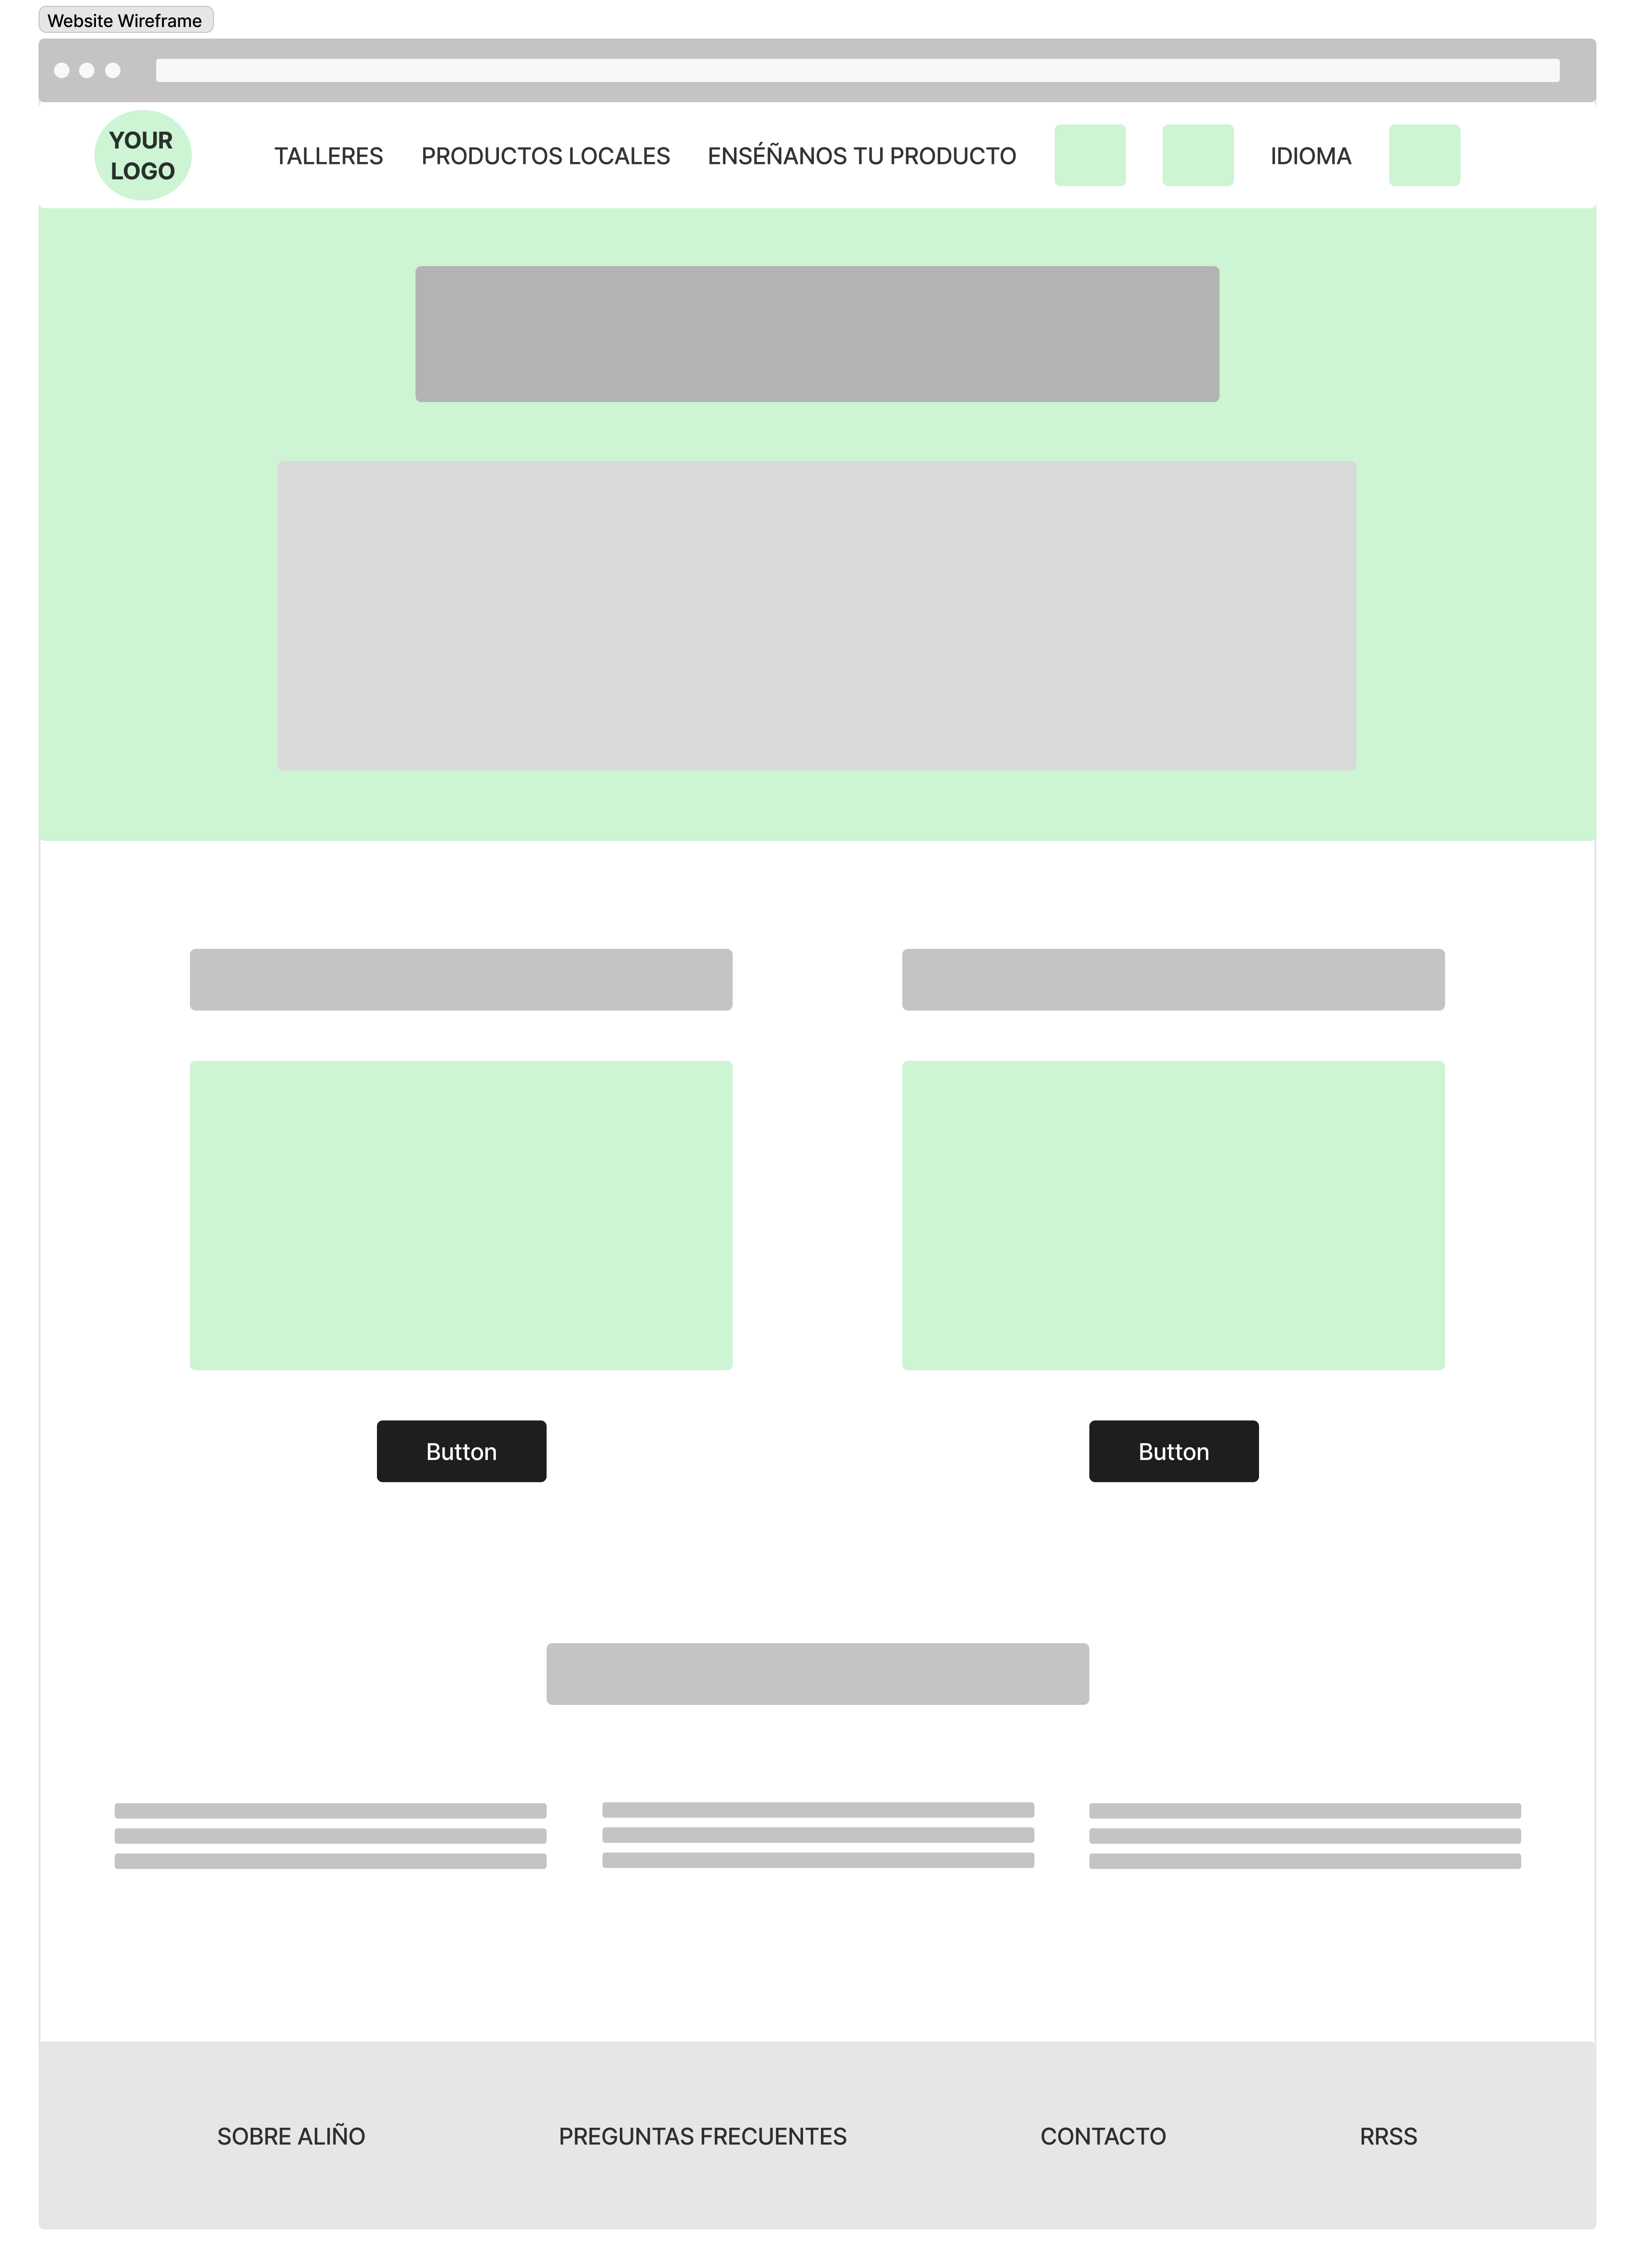 Website Wireframe
YOUR
LOGO
TALLERES
PRODUCTOS LOCALES
ENSÉÑANOS TU PRODUCTO
IDIOMA
Button
Button
SOBRE ALIÑO
PREGUNTAS FRECUENTES
CONTACTO
RRSS